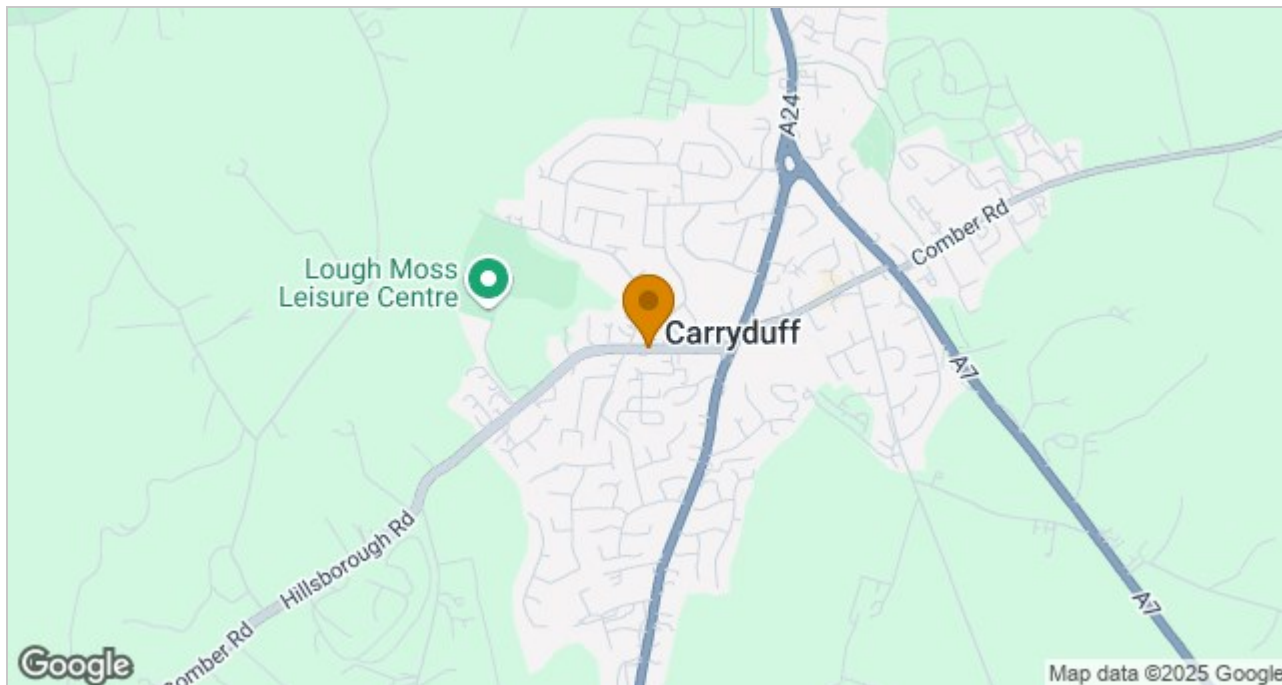 A24
Comber Rd
Lough Moss
Leisure Centre
Carryduff
A7
Hillsborough Rd
A7
Comber Rd
Google
Map data ©2025 Google